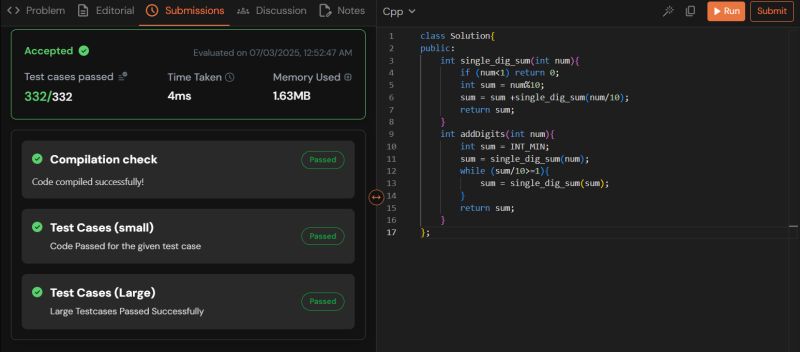 <> Problem Editorial Submissions Discussion Notes
Accepted Evaluated on 07/03/2025, 12:52:47 AM
Test cases passed Time Taken Memory Used
332/332 4ms 1.63MB
Compilation check Passed
Code compiled successfully!
Test Cases (small) Passed
Code Passed for the given test case
Test Cases (Large) Passed
Large Testcases Passed Successfully
Cpp Run Submit
1 class Solution{
2 public:
3 int single_dig_sum(int num){
4 if (num<1) return 0;
5 int sum = num%10;
6 sum = sum +single_dig_sum(num/10);
7 return sum;
8 }
9 int addDigits(int num){
10 int sum = INT_MIN;
11 sum = single_dig_sum(num);
12 while (sum/10>=1){
13 sum = single_dig_sum(sum);
14 }
15 return sum;
16 }
17 };